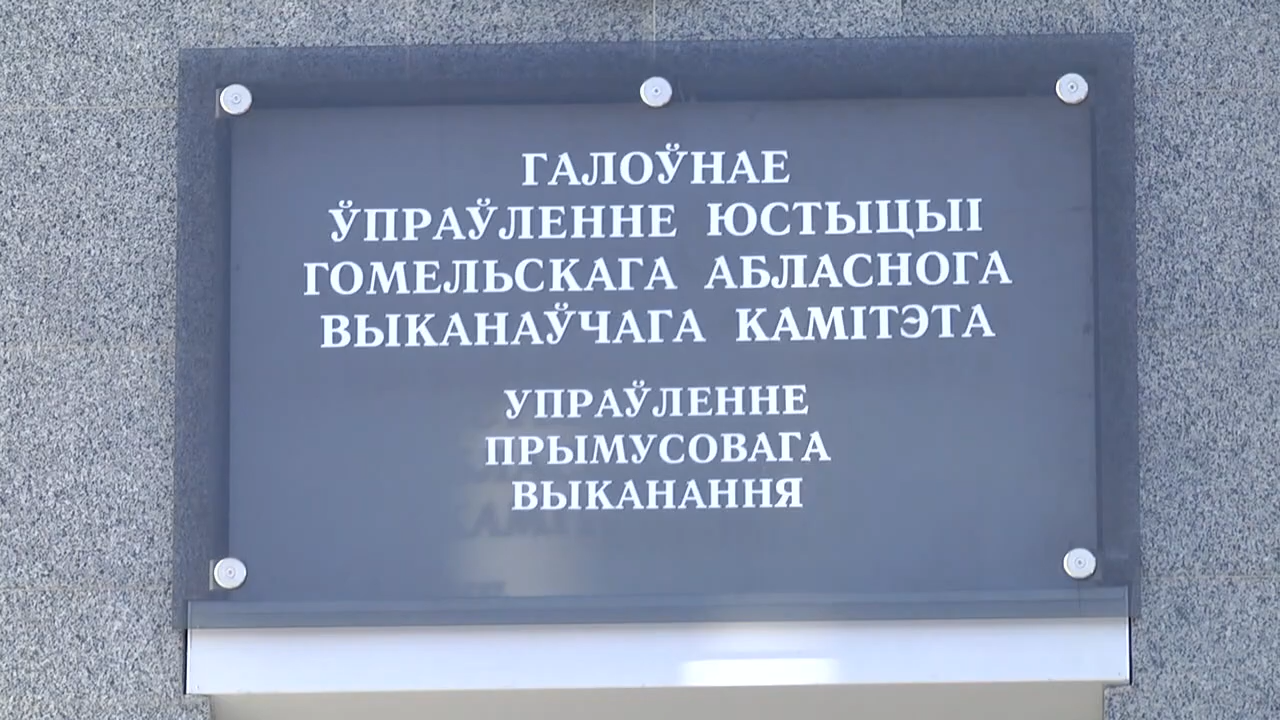 ГАЛОЎНАЕ
ЎПРАЎЛЕННЕ ЮСТЫЦЫІ
ГОМЕЛЬСКАГА АБЛАСНОГА
ВЫКАНАЎЧАГА КАМІТЭТА
УПРАЎЛЕННЕ
ПРЫМУСОВАГА
ВЫКАНАННЯ